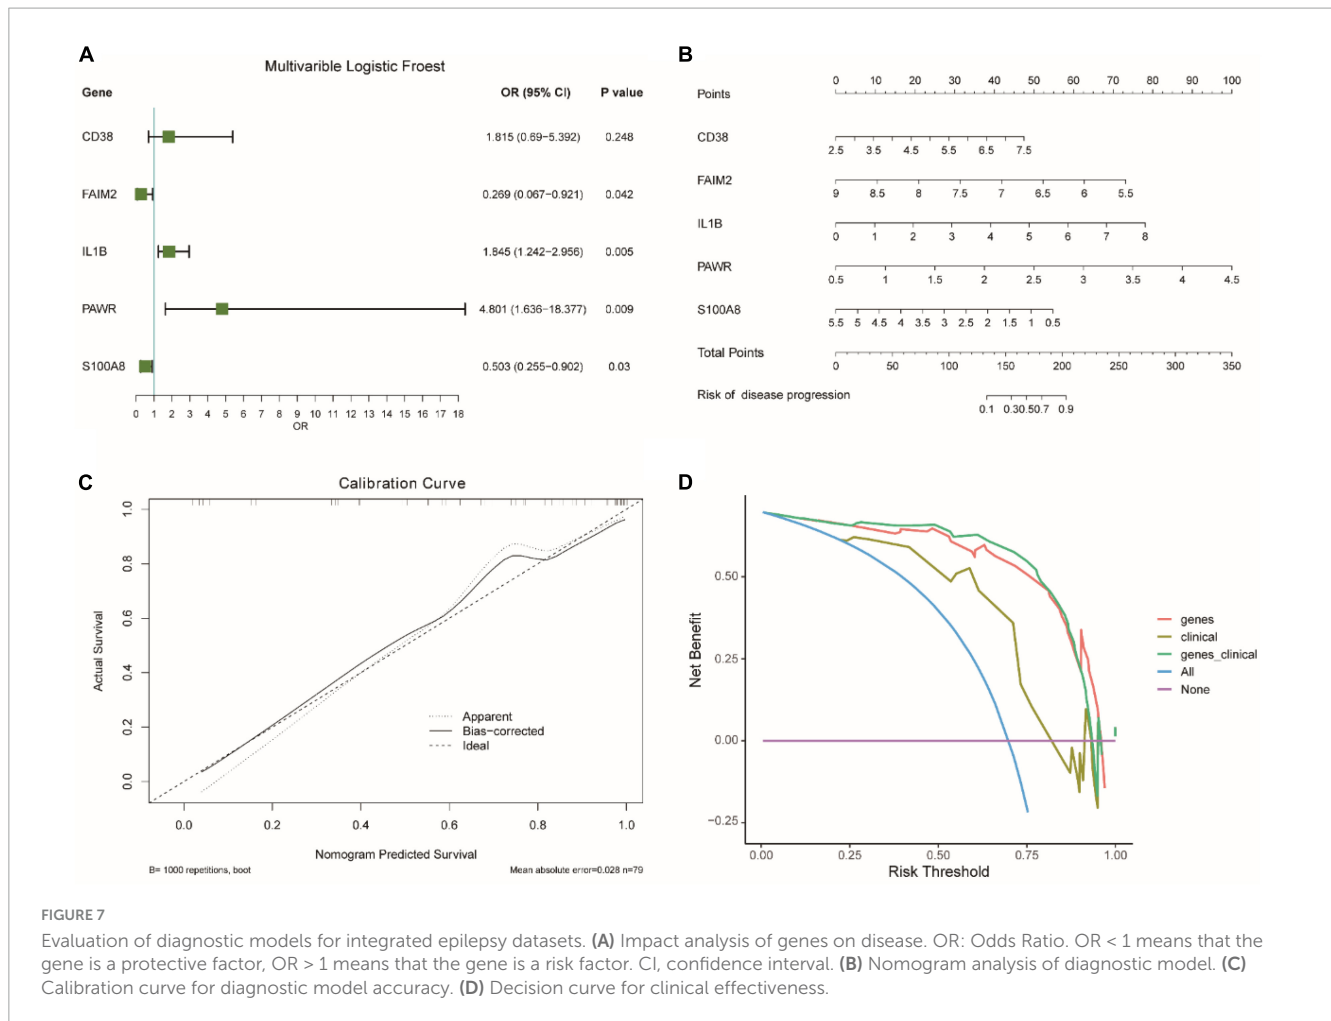 A
Multivarible Logistic Froest
Gene OR (95% CI) P value
CD38 1.815 (0.69−5.392) 0.248
FAIM2 0.269 (0.067−0.921) 0.042
IL1B 1.845 (1.242−2.956) 0.005
PAWR 4.801 (1.636−18.377) 0.009
S100A8 0.503 (0.255−0.902) 0.03
0 1 2 3 4 5 6 7 8 9 10 11 12 13 14 15 16 17 18
OR
B
0 10 20 30 40 50 60 70 80 90 100
Points
CD38
2.5 3.5 4.5 5.5 6.5 7.5
FAIM2
9 8.5 8 7.5 7 6.5 6 5.5
IL1B
0 1 2 3 4 5 6 7 8
PAWR
0.5 1 1.5 2 2.5 3 3.5 4 4.5
S100A8
5.5 5 4.5 4 3.5 3 2.5 2 1.5 1 0.5
Total Points
0 50 100 150 200 250 300 350
Risk of disease progression
0.1 0.30.50.7 0.9
C
Calibration Curve
Actual Survival
1.0
0.8
0.6
0.4
0.2
0.0
Apparent
Bias−corrected
Ideal
0.0 0.2 0.4 0.6 0.8 1.0
Nomogram Predicted Survival
B= 1000 repetitions, boot Mean absolute error=0.028 n=79
D
Net Benefit
0.50
0.25
0.00
−0.25
0.00 0.25 0.50 0.75 1.00
Risk Threshold
genes
clinical
genes_clinical
All
None
FIGURE 7
Evaluation of diagnostic models for integrated epilepsy datasets. (A) Impact analysis of genes on disease. OR: Odds Ratio. OR < 1 means that the
gene is a protective factor, OR > 1 means that the gene is a risk factor. CI, confidence interval. (B) Nomogram analysis of diagnostic model. (C)
Calibration curve for diagnostic model accuracy. (D) Decision curve for clinical effectiveness.